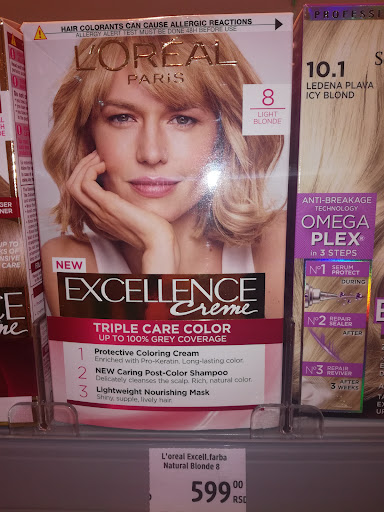 HAIR COLORANTS CAN CAUSE ALLERGIC REACTIONS
ALLERGY ALERT TEST MUST BE DONE 48H BEFORE USE
L'ORÉAL
PARIS
8
LIGHT
BLONDE
NEW
EXCELLENCE
Creme
TRIPLE CARE COLOR
UP TO 100% GREY COVERAGE
1 Protective Coloring Cream
Enriched with Pro-Keratin. Long-lasting color.
2 NEW Caring Post-Color Shampoo
Delicately cleanses the scalp. Rich, natural color.
3 Lightweight Nourishing Mask
Shiny, supple, lively hair.
PROFESSIO
10.1
LEDENA PLAVA
ICY BLOND
ANTI-BREAKAGE
TECHNOLOGY
OMEGA
PLEX®
in 3 STEPS
Nº1 SERUM
PROTECT
DURING
Nº2 REPAIR
SEALER
AFTER
Nº3 REPAIR
REVIVER
AFTER
3 WEEKS
me
L'oreal Excell.farba
Natural Blonde 8
599 00
RSD